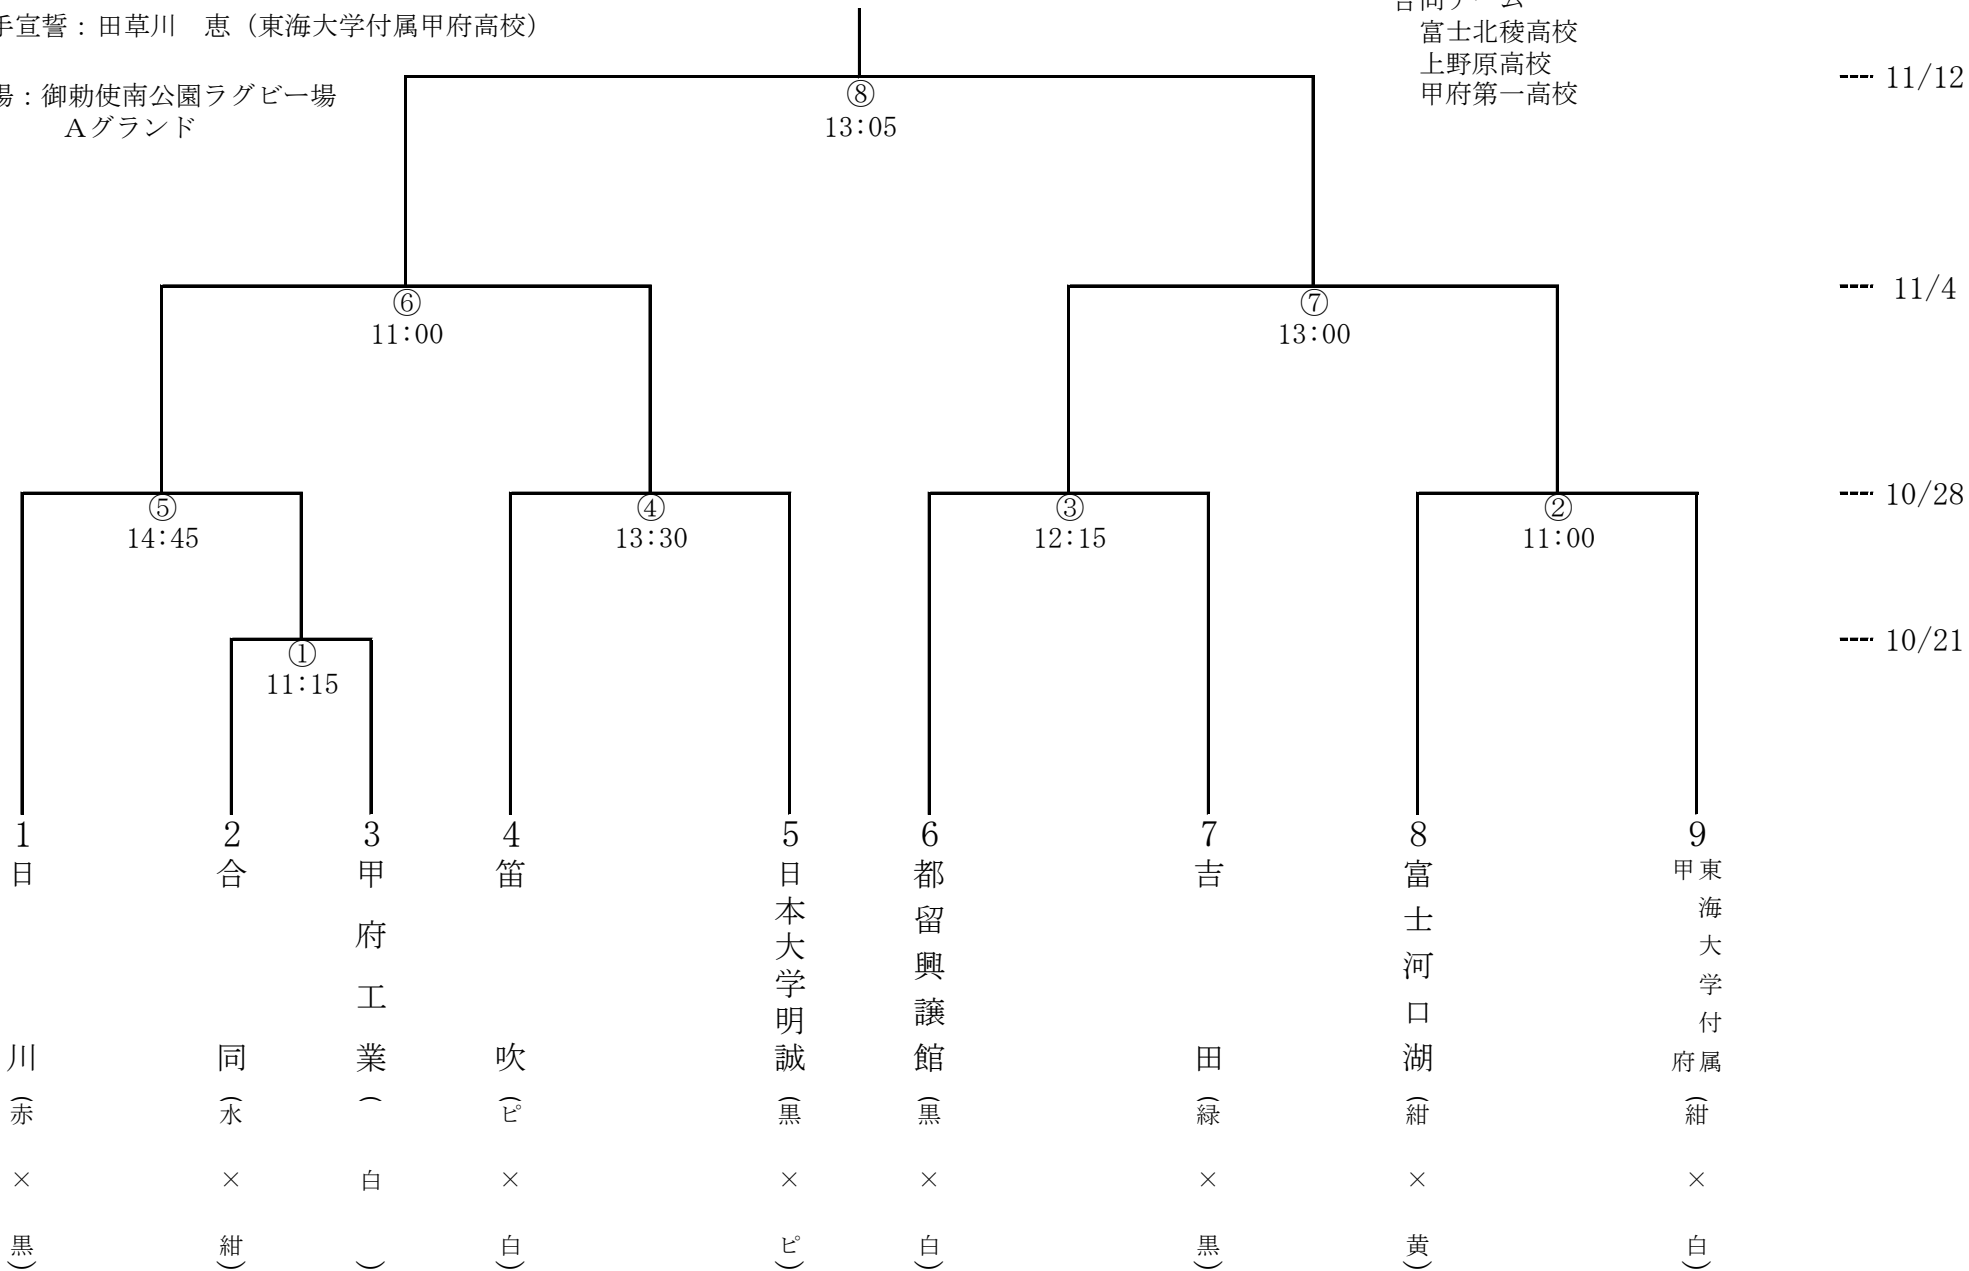 手宣誓：田草川　恵（東海大学付属甲府高校）
場：御勅使南公園ラグビー場
Aグランド
合同チーム
富士北稜高校
上野原高校
甲府第一高校
⑧
13:05
11/12
⑥
11:00
⑦
13:00
11/4
⑤
14:45
④
13:30
③
12:15
②
11:00
10/28
①
11:15
10/21
1
日川(赤×黒)
2
合同(水×紺)
3
甲府工業(白)
4
笛吹(ピ×白)
5
日本大学明誠(黒×ピ)
6
都留興譲館(黒×白)
7
吉田(緑×黒)
8
富士河口湖(紺×黄)
9
東海大学付属
甲府(紺×白)